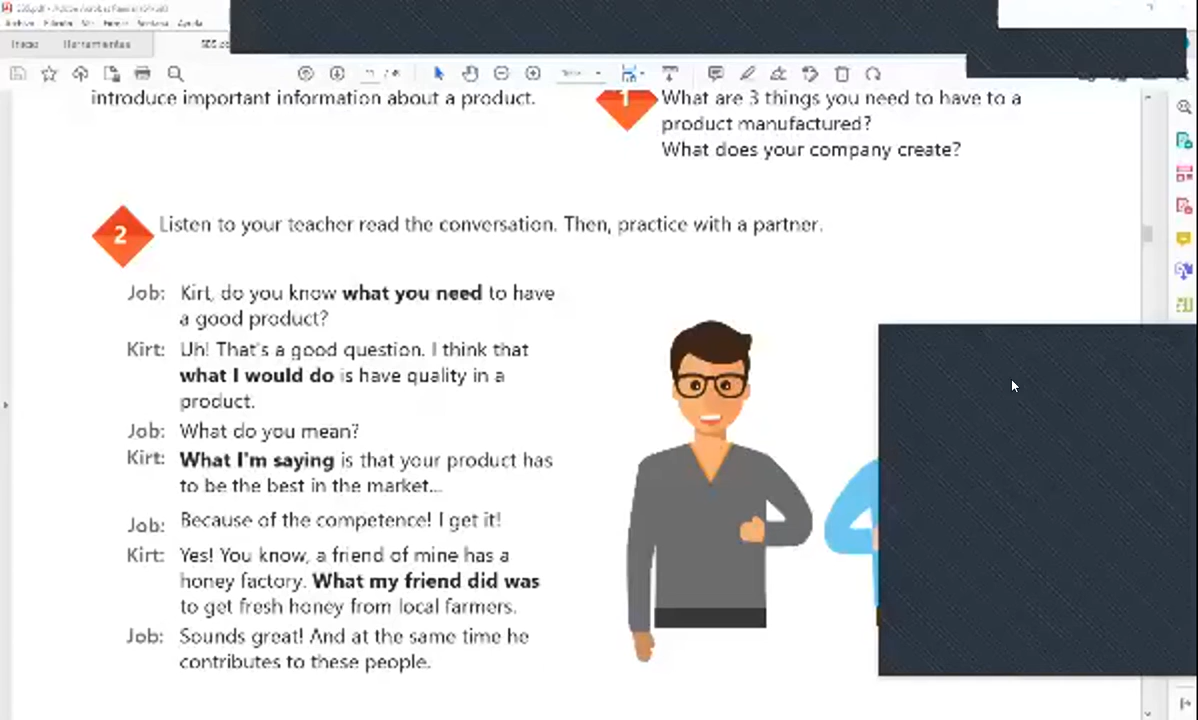 Inicio
Herramientas
introduce important information about a product.
1
What are 3 things you need to have to a
product manufactured?
What does your company create?
2
Listen to your teacher read the conversation. Then, practice with a partner.
Job: Kirt, do you know what you need to have
a good product?
Kirt: Uh! That's a good question. I think that
what I would do is have quality in a
product.
Job: What do you mean?
Kirt: What I'm saying is that your product has
to be the best in the market...
Job: Because of the competence! I get it!
Kirt: Yes! You know, a friend of mine has a
honey factory. What my friend did was
to get fresh honey from local farmers.
Job: Sounds great! And at the same time he
contributes to these people.